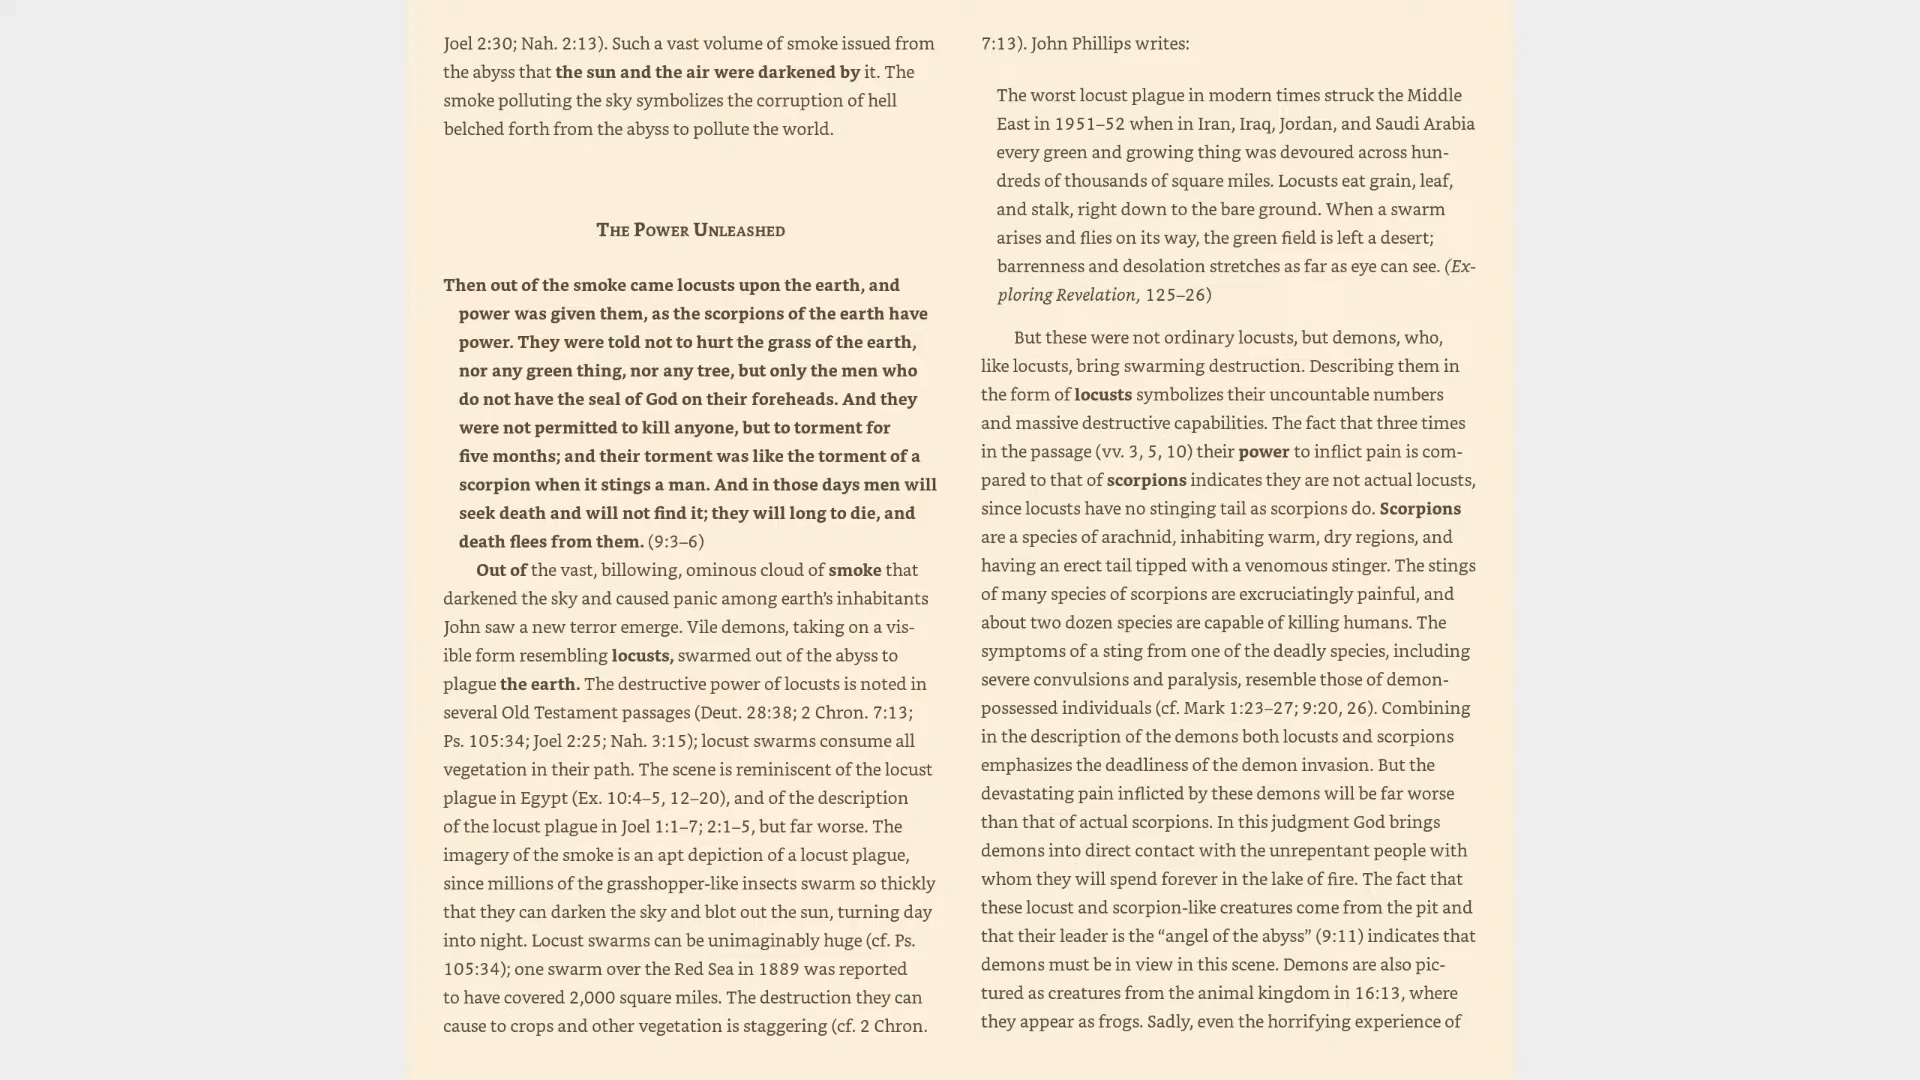 Joel 2:30; Nah. 2:13). Such a vast volume of smoke issued from
the abyss that the sun and the air were darkened by it. The
smoke polluting the sky symbolizes the corruption of hell
belched forth from the abyss to pollute the world.
The Power Unleashed
Then out of the smoke came locusts upon the earth, and
power was given them, as the scorpions of the earth have
power. They were told not to hurt the grass of the earth,
nor any green thing, nor any tree, but only the men who
do not have the seal of God on their foreheads. And they
were not permitted to kill anyone, but to torment for
five months; and their torment was like the torment of a
scorpion when it stings a man. And in those days men will
seek death and will not find it; they will long to die, and
death flees from them. (9:3–6)
Out of the vast, billowing, ominous cloud of smoke that
darkened the sky and caused panic among earth's inhabitants
John saw a new terror emerge. Vile demons, taking on a vis-
ible form resembling locusts, swarmed out of the abyss to
plague the earth. The destructive power of locusts is noted in
several Old Testament passages (Deut. 28:38; 2 Chron. 7:13;
Ps. 105:34; Joel 2:25; Nah. 3:15); locust swarms consume all
vegetation in their path. The scene is reminiscent of the locust
plague in Egypt (Ex. 10:4–5, 12–20), and of the description
of the locust plague in Joel 1:1–7; 2:1–5, but far worse. The
imagery of the smoke is an apt depiction of a locust plague,
since millions of the grasshopper-like insects swarm so thickly
that they can darken the sky and blot out the sun, turning day
into night. Locust swarms can be unimaginably huge (cf. Ps.
105:34); one swarm over the Red Sea in 1889 was reported
to have covered 2,000 square miles. The destruction they can
cause to crops and other vegetation is staggering (cf. 2 Chron.
7:13). John Phillips writes:
The worst locust plague in modern times struck the Middle
East in 1951–52 when in Iran, Iraq, Jordan, and Saudi Arabia
every green and growing thing was devoured across hun-
dreds of thousands of square miles. Locusts eat grain, leaf,
and stalk, right down to the bare ground. When a swarm
arises and flies on its way, the green field is left a desert;
barrenness and desolation stretches as far as eye can see. (Ex-
ploring Revelation, 125–26)
But these were not ordinary locusts, but demons, who,
like locusts, bring swarming destruction. Describing them in
the form of locusts symbolizes their uncountable numbers
and massive destructive capabilities. The fact that three times
in the passage (vv. 3, 5, 10) their power to inflict pain is com-
pared to that of scorpions indicates they are not actual locusts,
since locusts have no stinging tail as scorpions do. Scorpions
are a species of arachnid, inhabiting warm, dry regions, and
having an erect tail tipped with a venomous stinger. The stings
of many species of scorpions are excruciatingly painful, and
about two dozen species are capable of killing humans. The
symptoms of a sting from one of the deadly species, including
severe convulsions and paralysis, resemble those of demon-
possessed individuals (cf. Mark 1:23–27; 9:20, 26). Combining
in the description of the demons both locusts and scorpions
emphasizes the deadliness of the demon invasion. But the
devastating pain inflicted by these demons will be far worse
than that of actual scorpions. In this judgment God brings
demons into direct contact with the unrepentant people with
whom they will spend forever in the lake of fire. The fact that
these locust and scorpion-like creatures come from the pit and
that their leader is the “angel of the abyss” (9:11) indicates that
demons must be in view in this scene. Demons are also pic-
tured as creatures from the animal kingdom in 16:13, where
they appear as frogs. Sadly, even the horrifying experience of